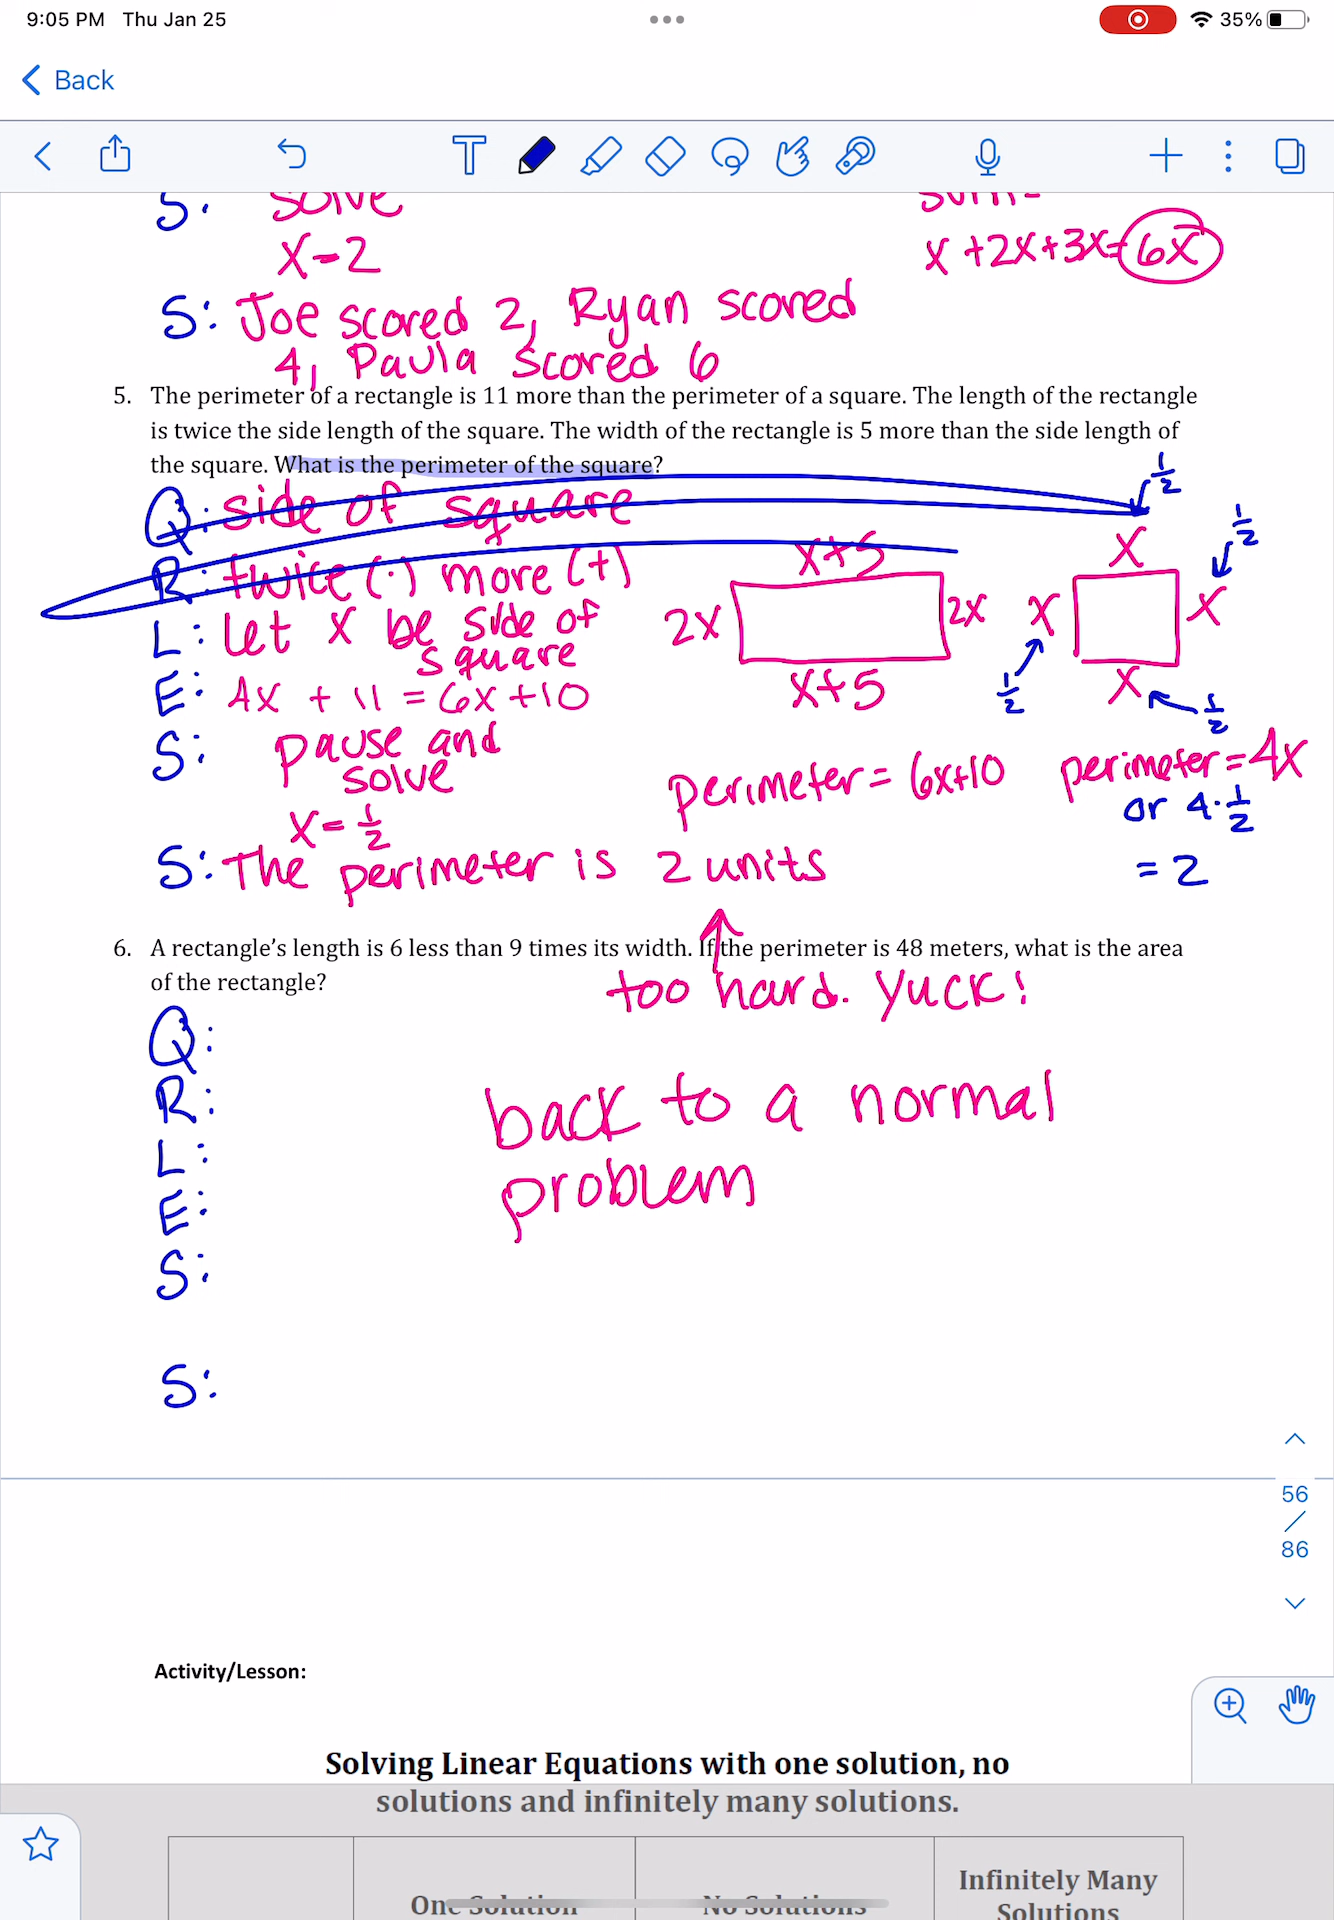 9:05 PM Thu Jan 25
35%
Back
S: solve
x=2
sum=
x+2x+3x=6x
S: Joe scored 2, Ryan scored
4, Paula scored 6
5. The perimeter of a rectangle is 11 more than the perimeter of a square. The length of the rectangle
is twice the side length of the square. The width of the rectangle is 5 more than the side length of
the square. What is the perimeter of the square?
Q: side of square
R: twice (·) more (+)
L: let x be side of
square
E: 4x + 11 = 6x+10
S: pause and
solve
x=1/2
x+5
2x
2x
x+5
perimeter= 6x+10
1/2
x
1/2
x
x
1/2
x
1/2
perimeter=4x
or 4·1/2
= 2
S: The perimeter is 2 units
6. A rectangle's length is 6 less than 9 times its width. If the perimeter is 48 meters, what is the area
of the rectangle?
too hard. Yuck!
Q:
R:
L:
E:
S:
S:
back to a normal
problem
56
/
86
Activity/Lesson:
Solving Linear Equations with one solution, no
solutions and infinitely many solutions.
One Solution
No Solutions
Infinitely Many
Solutions